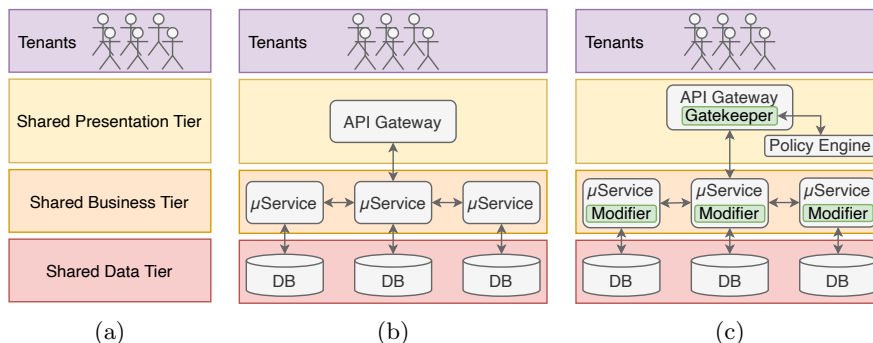 Tenants
Shared Presentation Tier
Shared Business Tier
Shared Data Tier
(a)
Tenants
API Gateway
μService
μService
μService
DB
DB
DB
(b)
Tenants
API Gateway
Gatekeeper
Policy Engine
μService
Modifier
μService
Modifier
μService
Modifier
DB
DB
DB
(c)